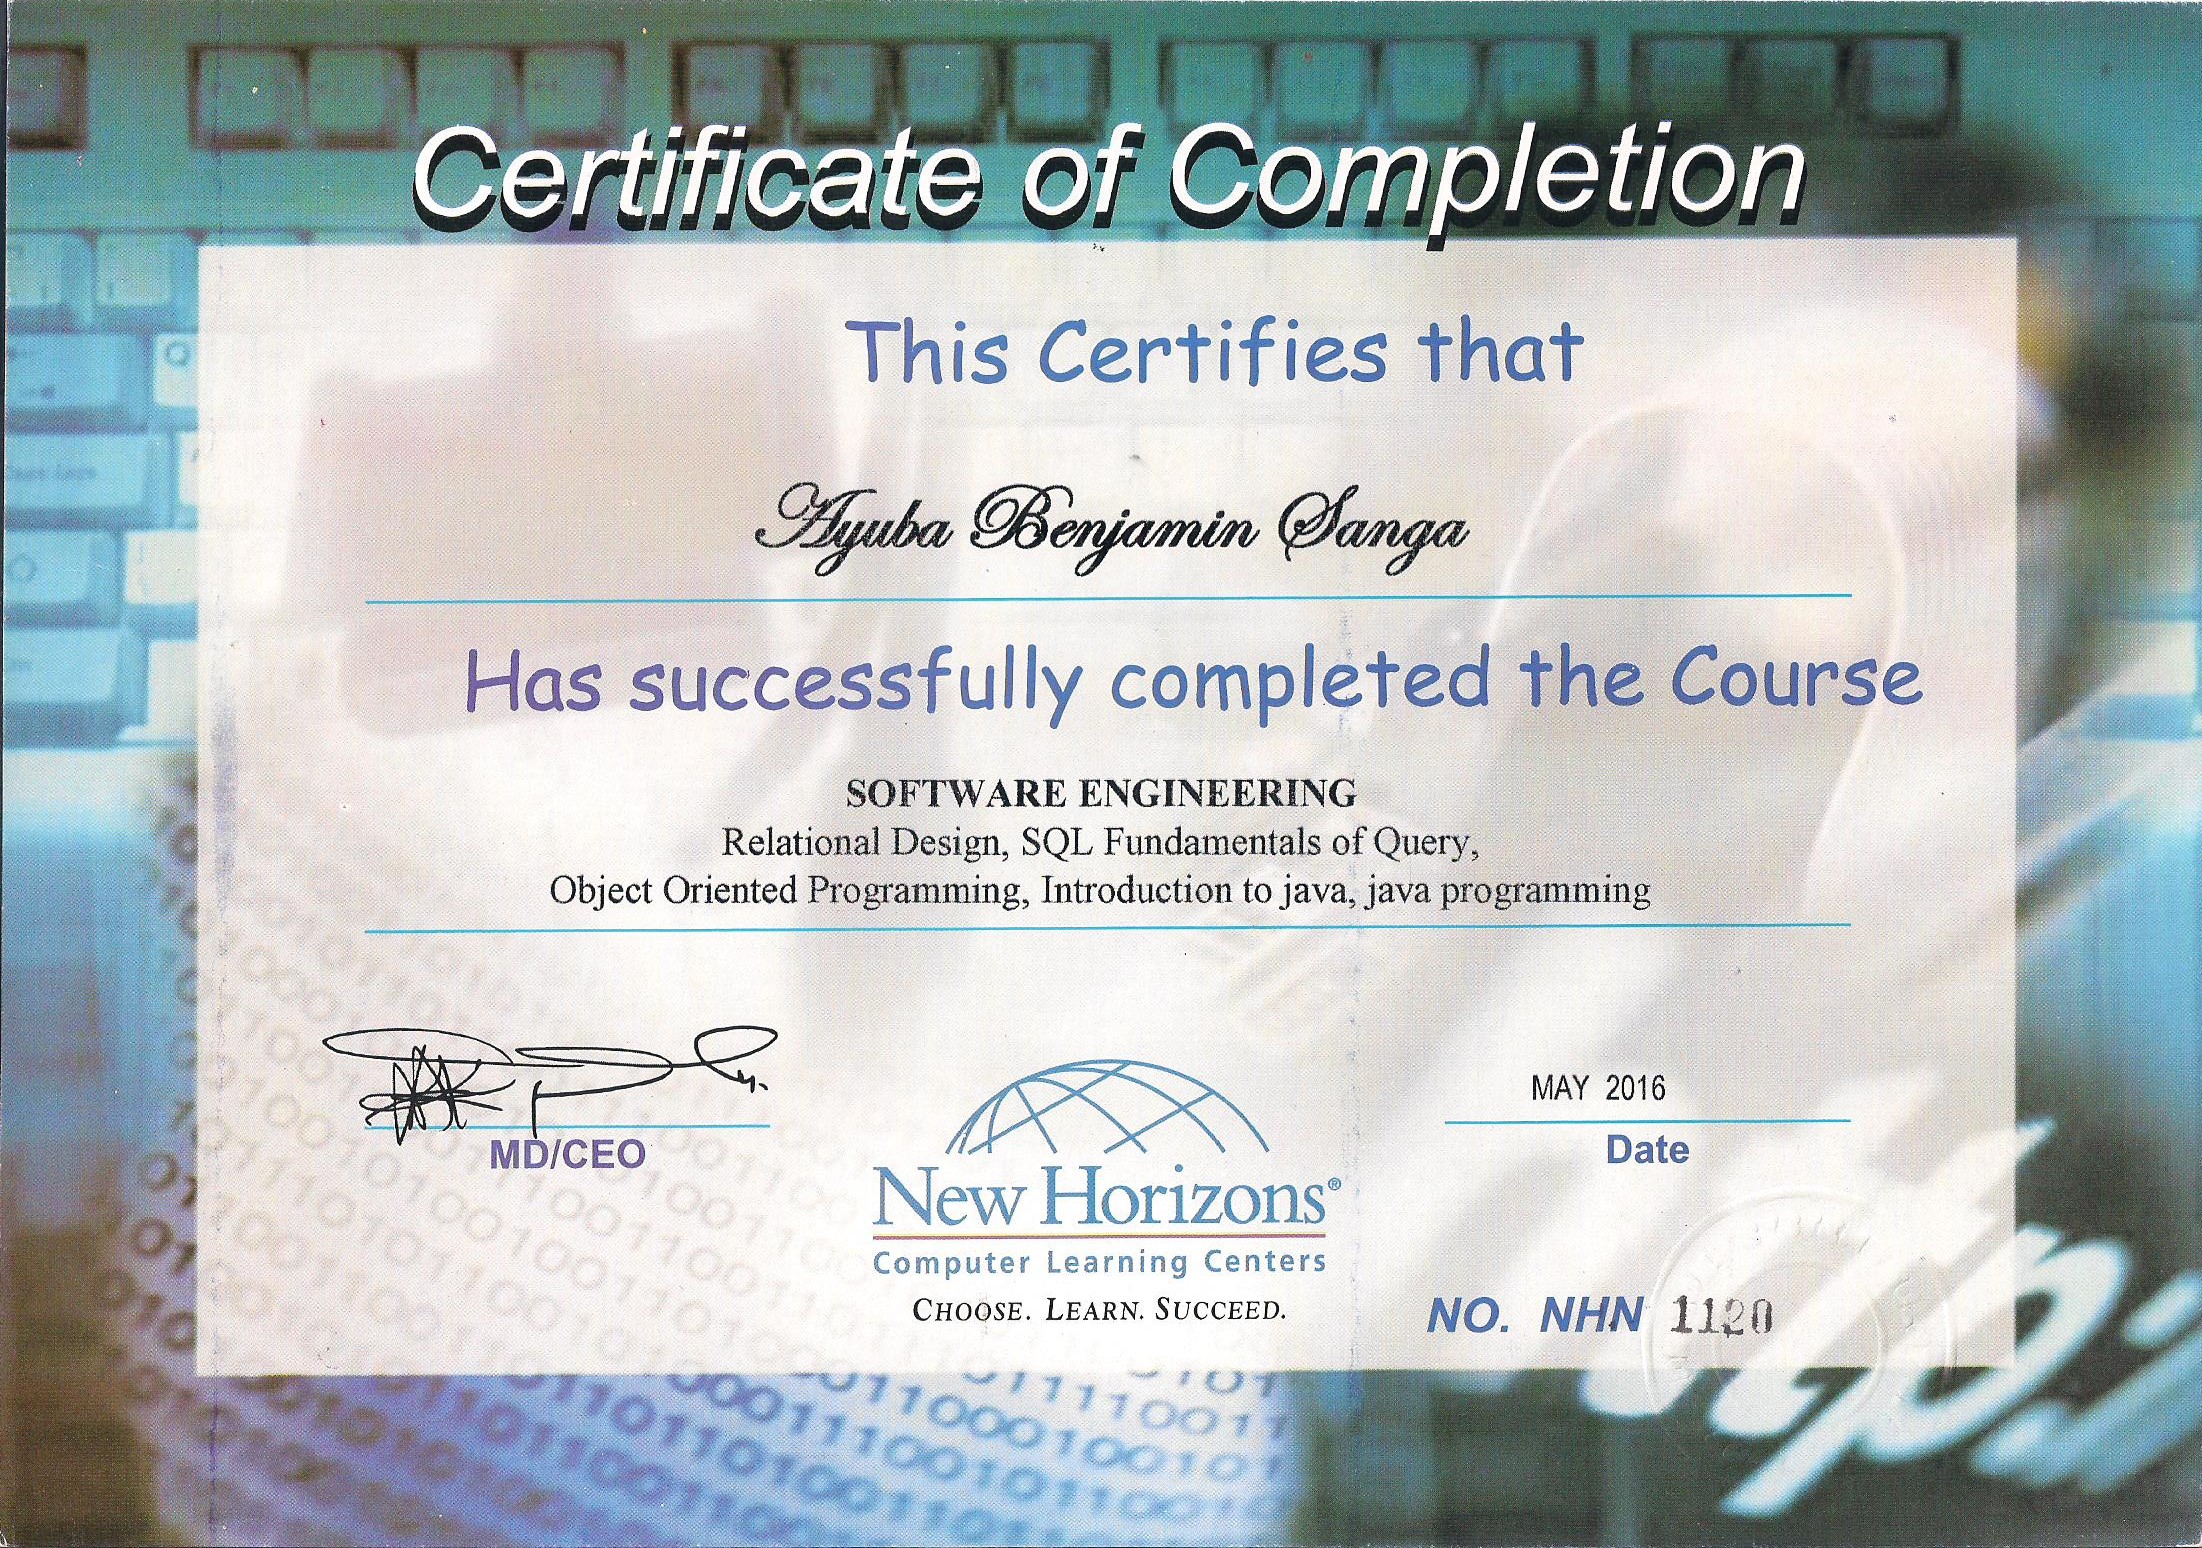 Certificate of Completion
This Certifies that
Ayuba Benjamin Sanga
Has successfully completed the Course
SOFTWARE ENGINEERING
Relational Design, SQL Fundamentals of Query,
Object Oriented Programming, Introduction to java, java programming
MAY 2016
MD/CEO
Date
New Horizons®
Computer Learning Centers
CHOOSE. LEARN. SUCCEED.
NO. NHN 1120